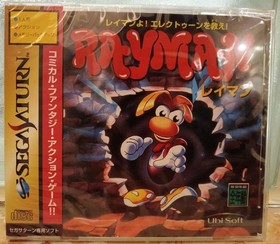 レイマンよ!エレクトゥーンを救え!
RAYMAN
レイマン
SEGA SATURN
コミカル・ファンタジー・アクション・ゲーム!!
Ubi Soft
セガサターン専用ソフト